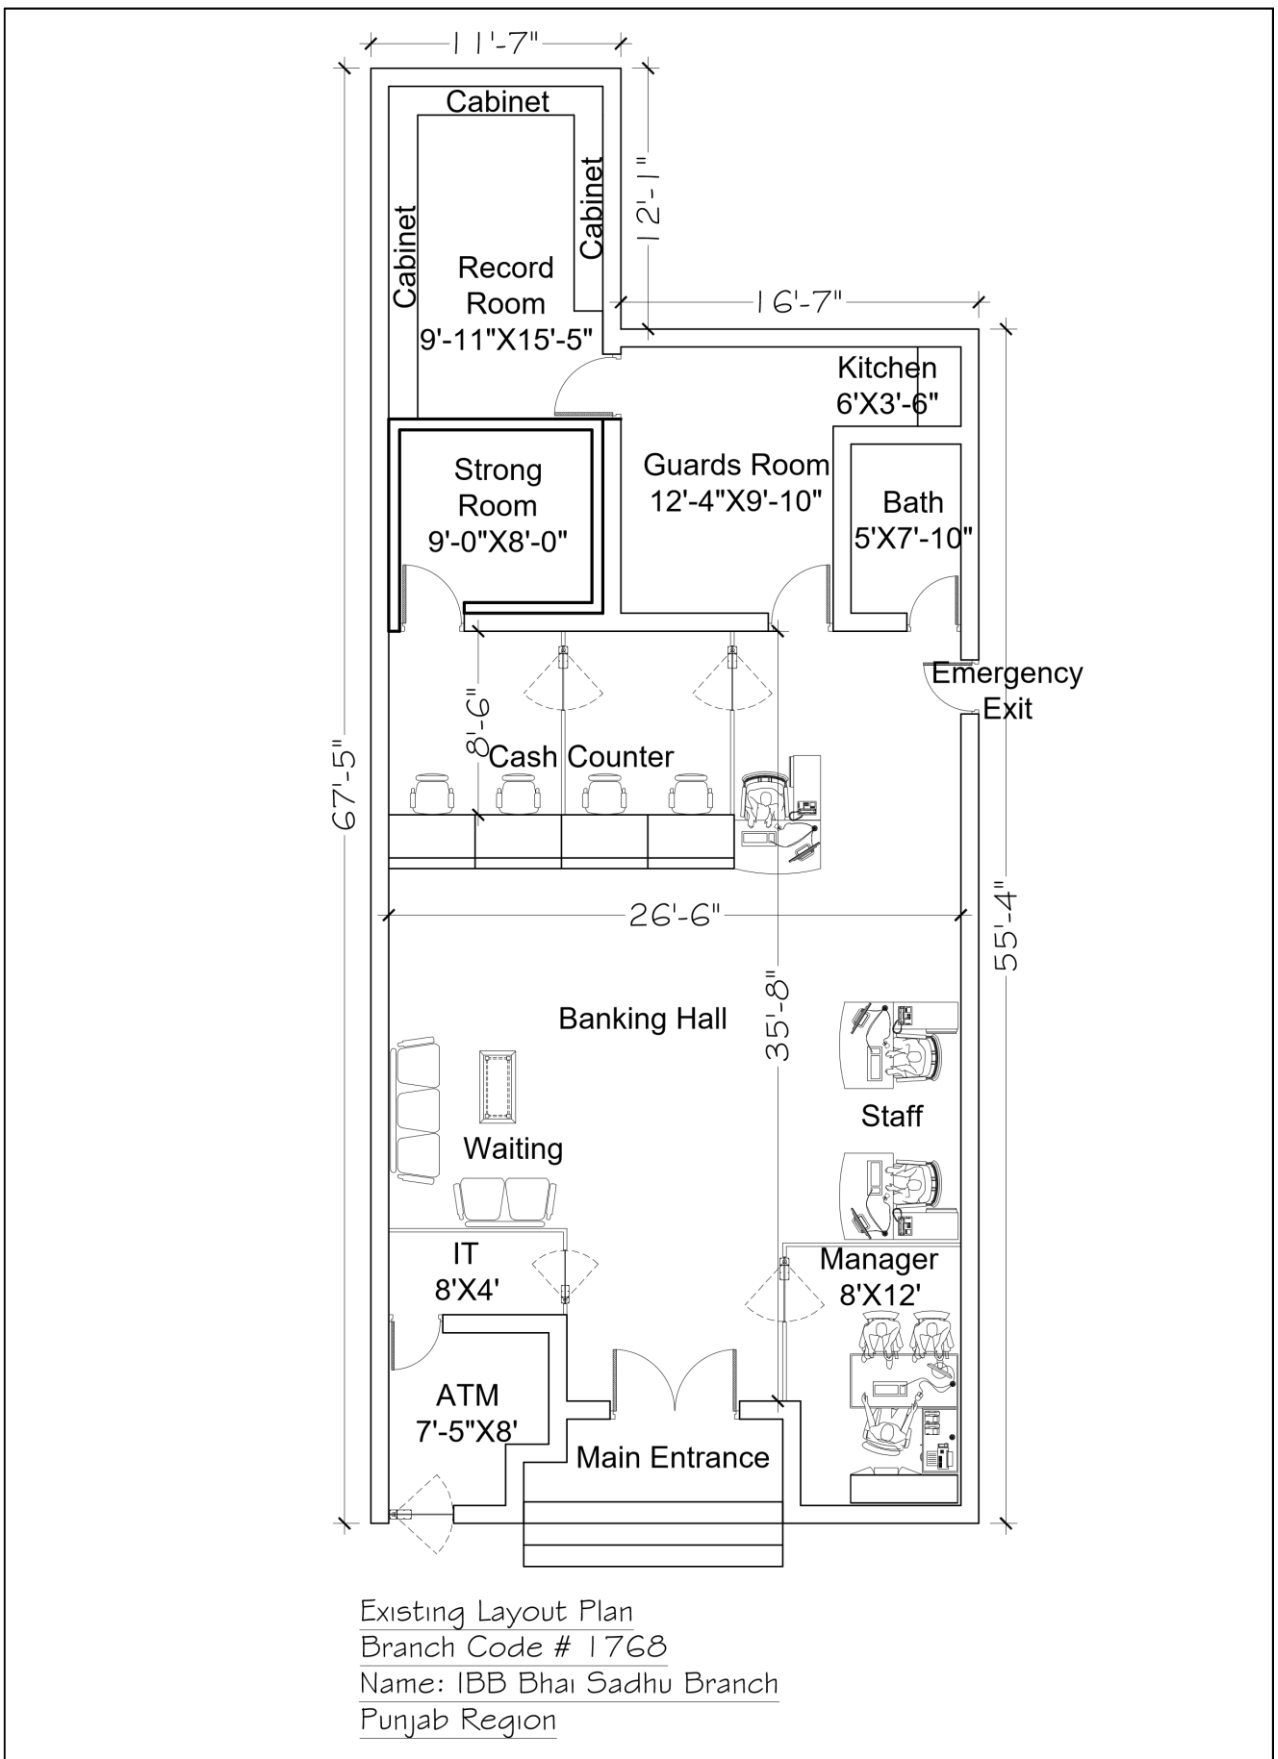 11'-7"
Cabinet
Cabinet
Cabinet
12'-1"
Record
Room
9'-11"X15'-5"
16'-7"
Kitchen
6'X3'-6"
Strong
Room
9'-0"X8'-0"
Guards Room
12'-4"X9'-10"
Bath
5'X7'-10"
Emergency
Exit
8'-6"
Cash Counter
67'-5"
26'-6"
55'-4"
35'-8"
Banking Hall
Staff
Waiting
IT
8'X4'
Manager
8'X12'
ATM
7'-5"X8'
Main Entrance
Existing Layout Plan
Branch Code # 1768
Name: IBB Bhai Sadhu Branch
Punjab Region